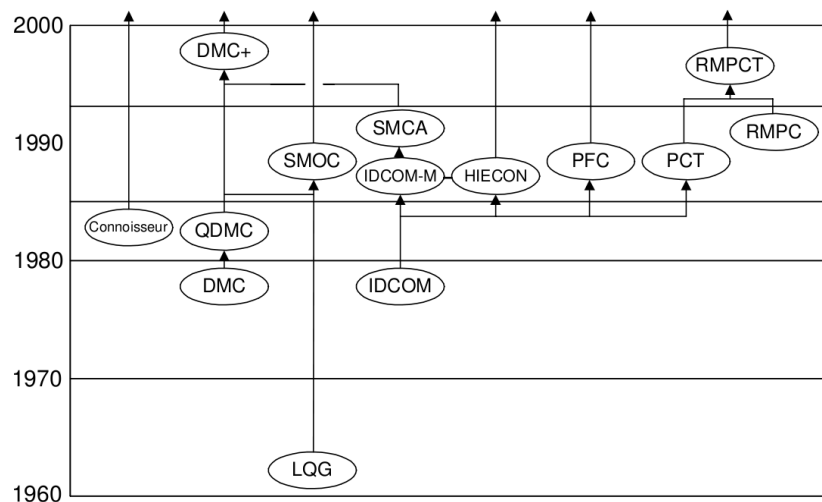 2000
DMC+
RMPCT
SMCA
RMPC
1990
SMOC
IDCOM-M
HIECON
PFC
PCT
Connoisseur
QDMC
1980
DMC
IDCOM
1970
LQG
1960